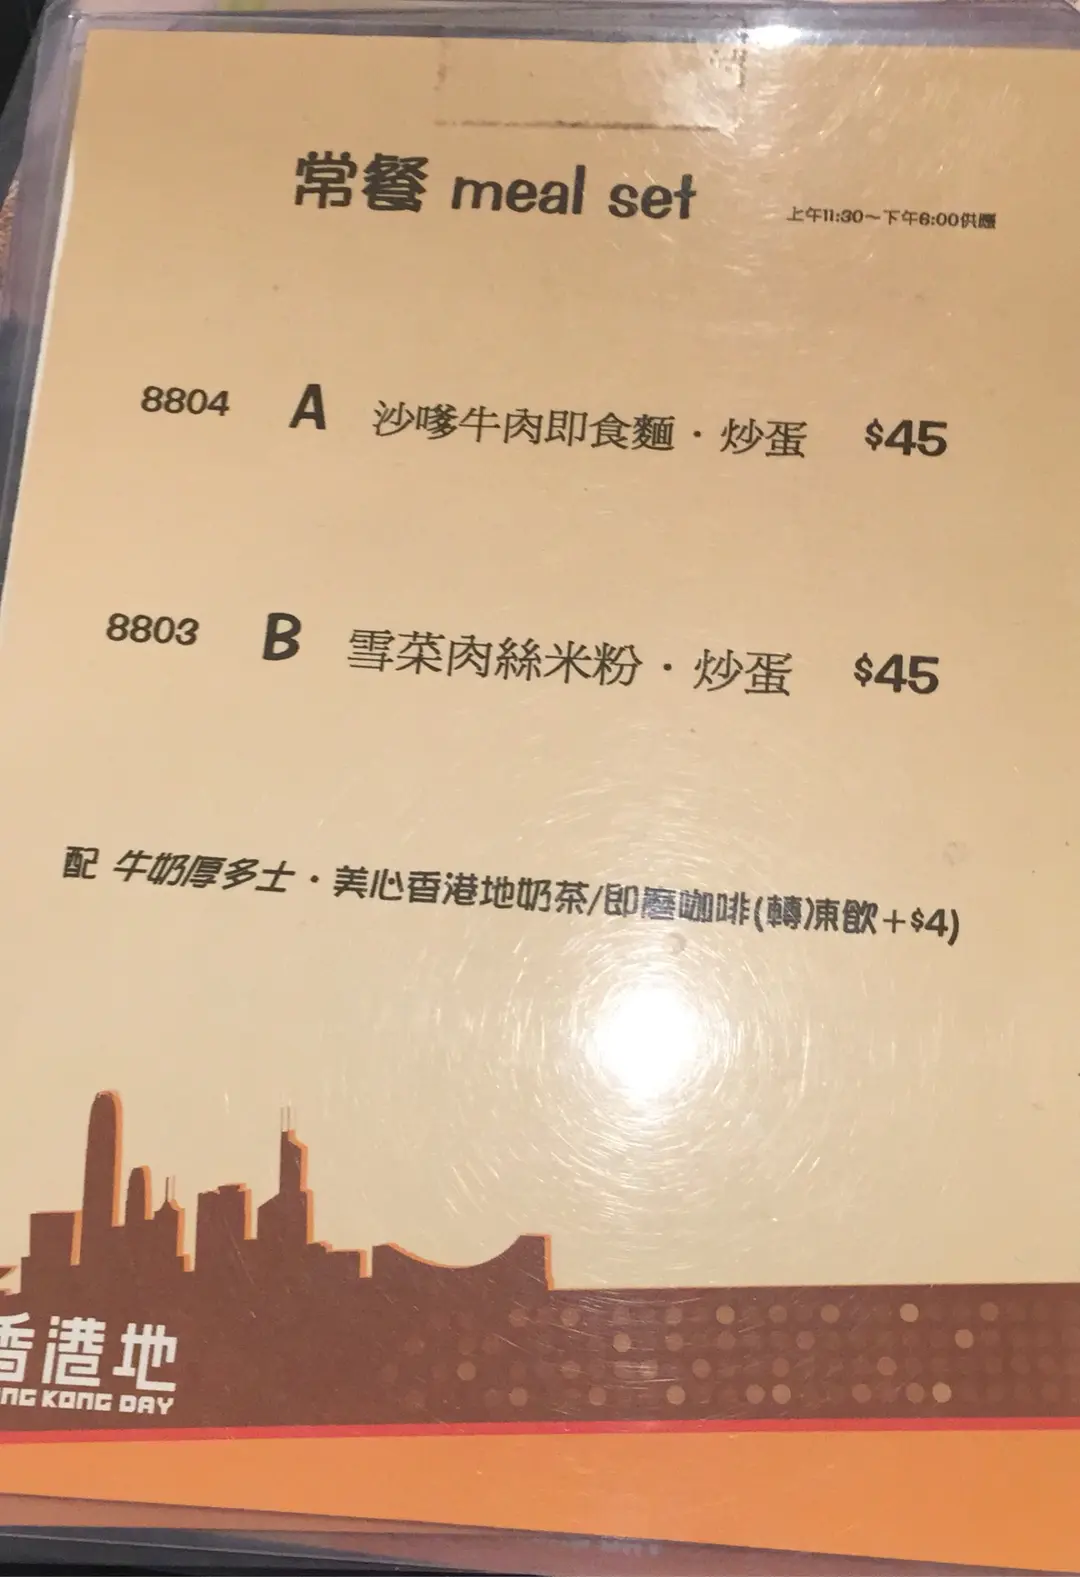 常餐 meal set 上午11:30～下午6:00供應
8804 A 沙嗲牛肉即食麵．炒蛋 $45
8803 B 雪菜肉絲米粉．炒蛋 $45
配 牛奶厚多士．美心香港地奶茶/即磨咖啡(轉凍飲+$4)
香港地
NG KONG DAY